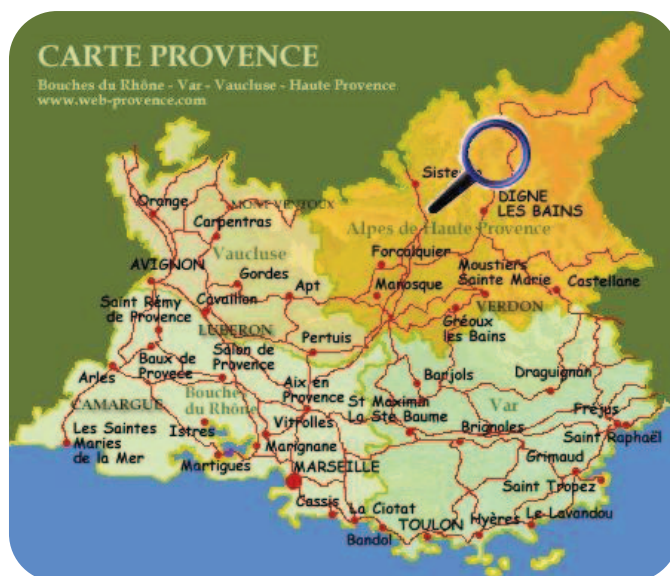 CARTE PROVENCE
Bouches du Rhône - Var - Vaucluse - Haute Provence
www.web-provence.com
MONT VENTOUX
Orange
Carpentras
Vaucluse
DIGNE
LES BAINS
Alpes de Haute Provence
AVIGNON
Gordes
Forcalquier
Moustiers
Sainte Marie
Castellane
Apt
Manosque
Saint Rémy
de Provence
Cavaillon
VERDON
LUBERON
Pertuis
Gréoux
les Bains
Baux de
Provece
Salon de
Provence
Arles
Aix en
Provence
Barjols
Draguignan
CAMARGUE
Bouches
du Rhône
St Maximin
La Ste Baume
Var
Fréjus
Les Saintes
Maries
de la Mer
Istres
Vitrolles
Brignoles
Saint Raphaël
Marignane
Martigues
MARSEILLE
Grimaud
Saint Tropez
Cassis
La Ciotat
Bandol
TOULON
Hyères
Le Lavandou